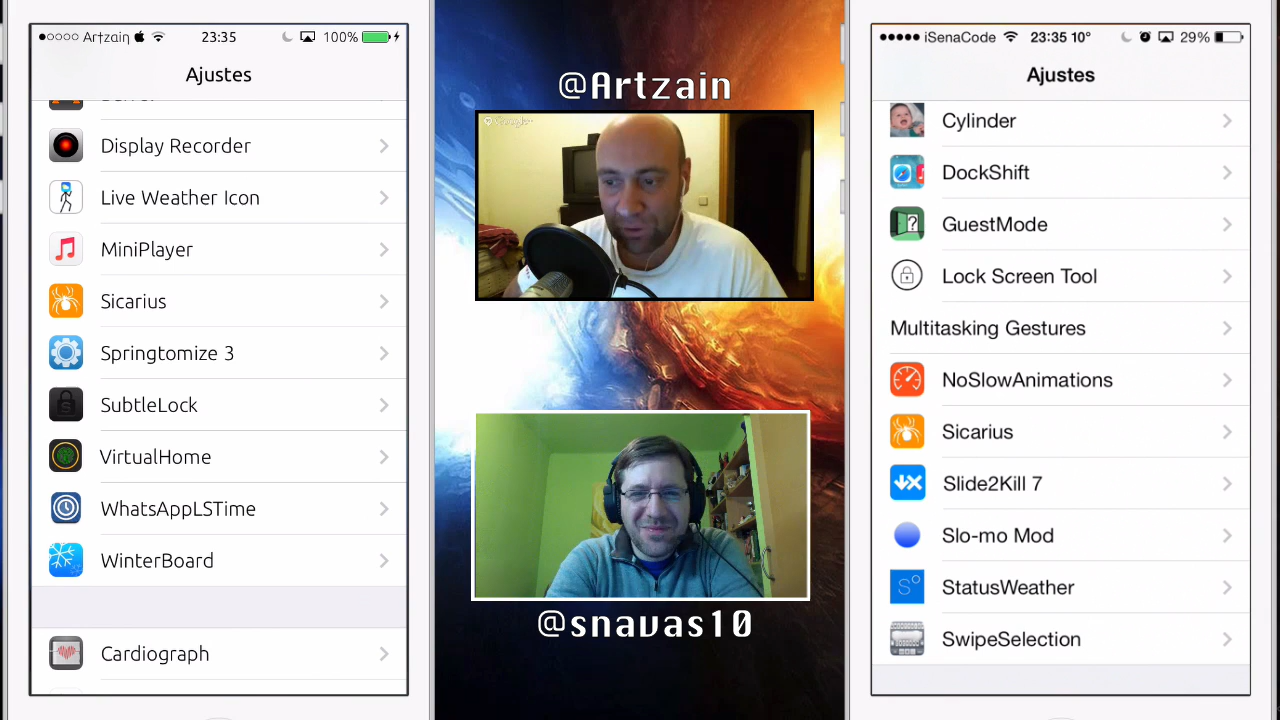 Artzaiη
23:35
100%
Ajustes
Display Recorder
Live Weather Icon
MiniPlayer
Sicarius
Springtomize 3
SubtleLock
VirtualHome
WhatsAppLSTime
WinterBoard
Cardiograph
@Artzain
@snavas10
iSenaCode
23:35 10°
29%
Ajustes
Cylinder
DockShift
GuestMode
Lock Screen Tool
Multitasking Gestures
NoSlowAnimations
Sicarius
Slide2Kill 7
Slo-mo Mod
StatusWeather
SwipeSelection